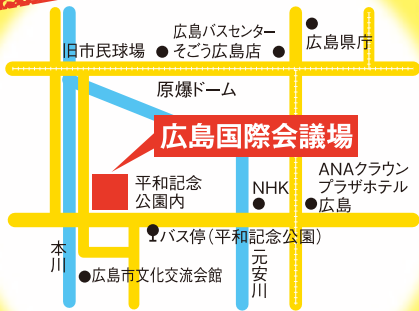 広島バスセンター
旧市民球場
そごう広島店
広島県庁
原爆ドーム
広島国際会議場
平和記念
公園内
NHK
ANAクラウン
プラザホテル
広島
バス停(平和記念公園)
本川
元安川
広島市文化交流会館